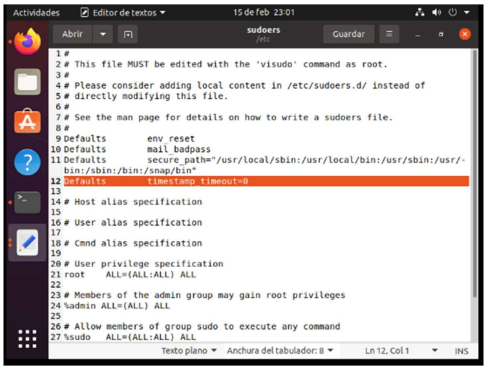 Actividades Editor de textos 15 de feb 23:01
Abrir sudoers Guardar
/etc
1 #
2 # This file MUST be edited with the 'visudo' command as root.
3 #
4 # Please consider adding local content in /etc/sudoers.d/ instead of
5 # directly modifying this file.
6 #
7 # See the man page for details on how to write a sudoers file.
8 #
9 Defaults env_reset
10 Defaults mail_badpass
11 Defaults secure_path="/usr/local/sbin:/usr/local/bin:/usr/sbin:/usr/-
bin:/sbin:/bin:/snap/bin"
12 Defaults timestamp_timeout=0
13
14 # Host alias specification
15
16 # User alias specification
17
18 # Cmnd alias specification
19
20 # User privilege specification
21 root ALL=(ALL:ALL) ALL
22
23 # Members of the admin group may gain root privileges
24 %admin ALL=(ALL) ALL
25
26 # Allow members of group sudo to execute any command
27 %sudo ALL=(ALL:ALL) ALL
Texto plano Anchura del tabulador: 8 Ln 12, Col 1 INS